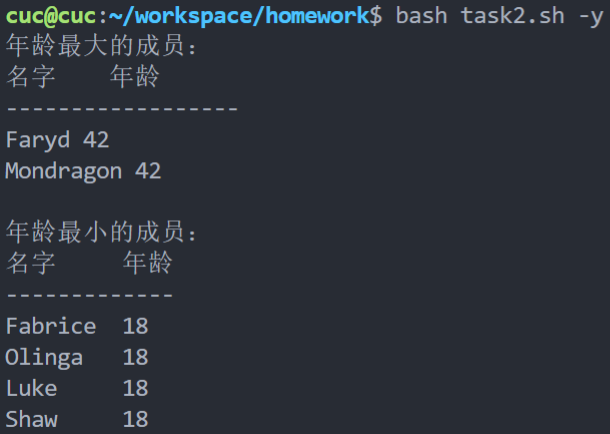 cuc@cuc:~/workspace/homework$ bash task2.sh -y
年龄最大的成员：
名字    年龄
------------------
Faryd 42
Mondragon 42
年龄最小的成员：
名字     年龄
-------------
Fabrice  18
Olinga   18
Luke     18
Shaw     18